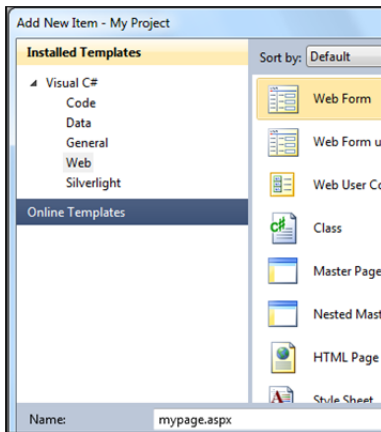 Add New Item - My Project
Installed Templates
Visual C#
Code
Data
General
Web
Silverlight
Online Templates
Sort by: Default
Web Form
Web Form u
Web User Co
Class
Master Page
Nested Mast
HTML Page
Style Sheet
Name: mypage.aspx